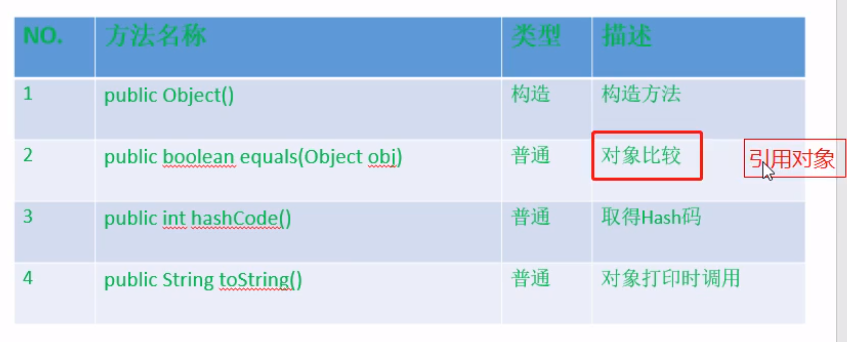 NO. 方法名称 类型 描述
1 public Object() 构造 构造方法
2 public boolean equals(Object obj) 普通 对象比较 引用对象
3 public int hashCode() 普通 取得Hash码
4 public String toString() 普通 对象打印时调用